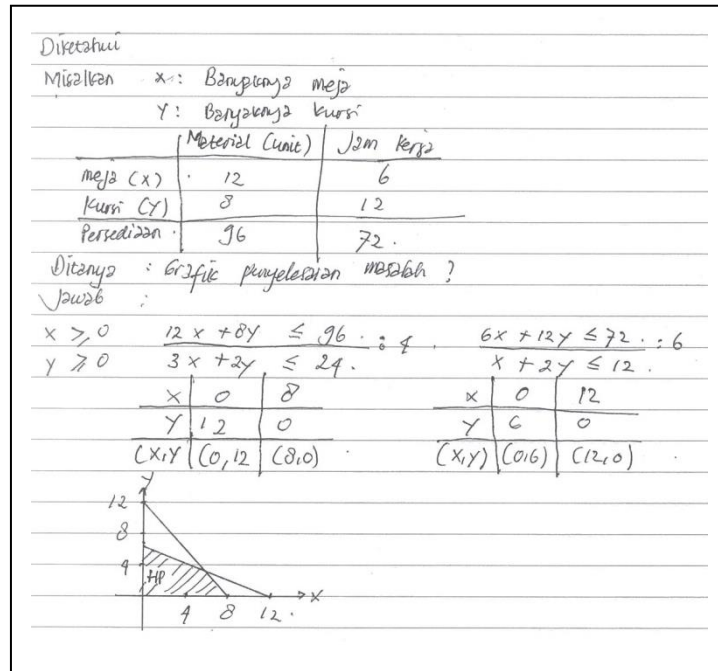 Diketahui
Misalkan x : Banyaknya meja
Y : Banyaknya kursi
Material (unit) Jam kerja
meja (X) 12 6
Kursi (Y) 8 12
Persediaan 96 72.
Ditanya : Grafik penyelesaian masalah ?
Jawab :
x ≥ 0 12x + 8y ≤ 96 . : 4 . 6x + 12y ≤ 72 . : 6
y ≥ 0 3x + 2y ≤ 24 . x + 2y ≤ 12 .
x 0 8 x 0 12
y 12 0 y 6 0
(x,y (0,12 (8,0) (x,y) (0,6) (12,0) .
y
12
8
4 HP
x
4 8 12 .